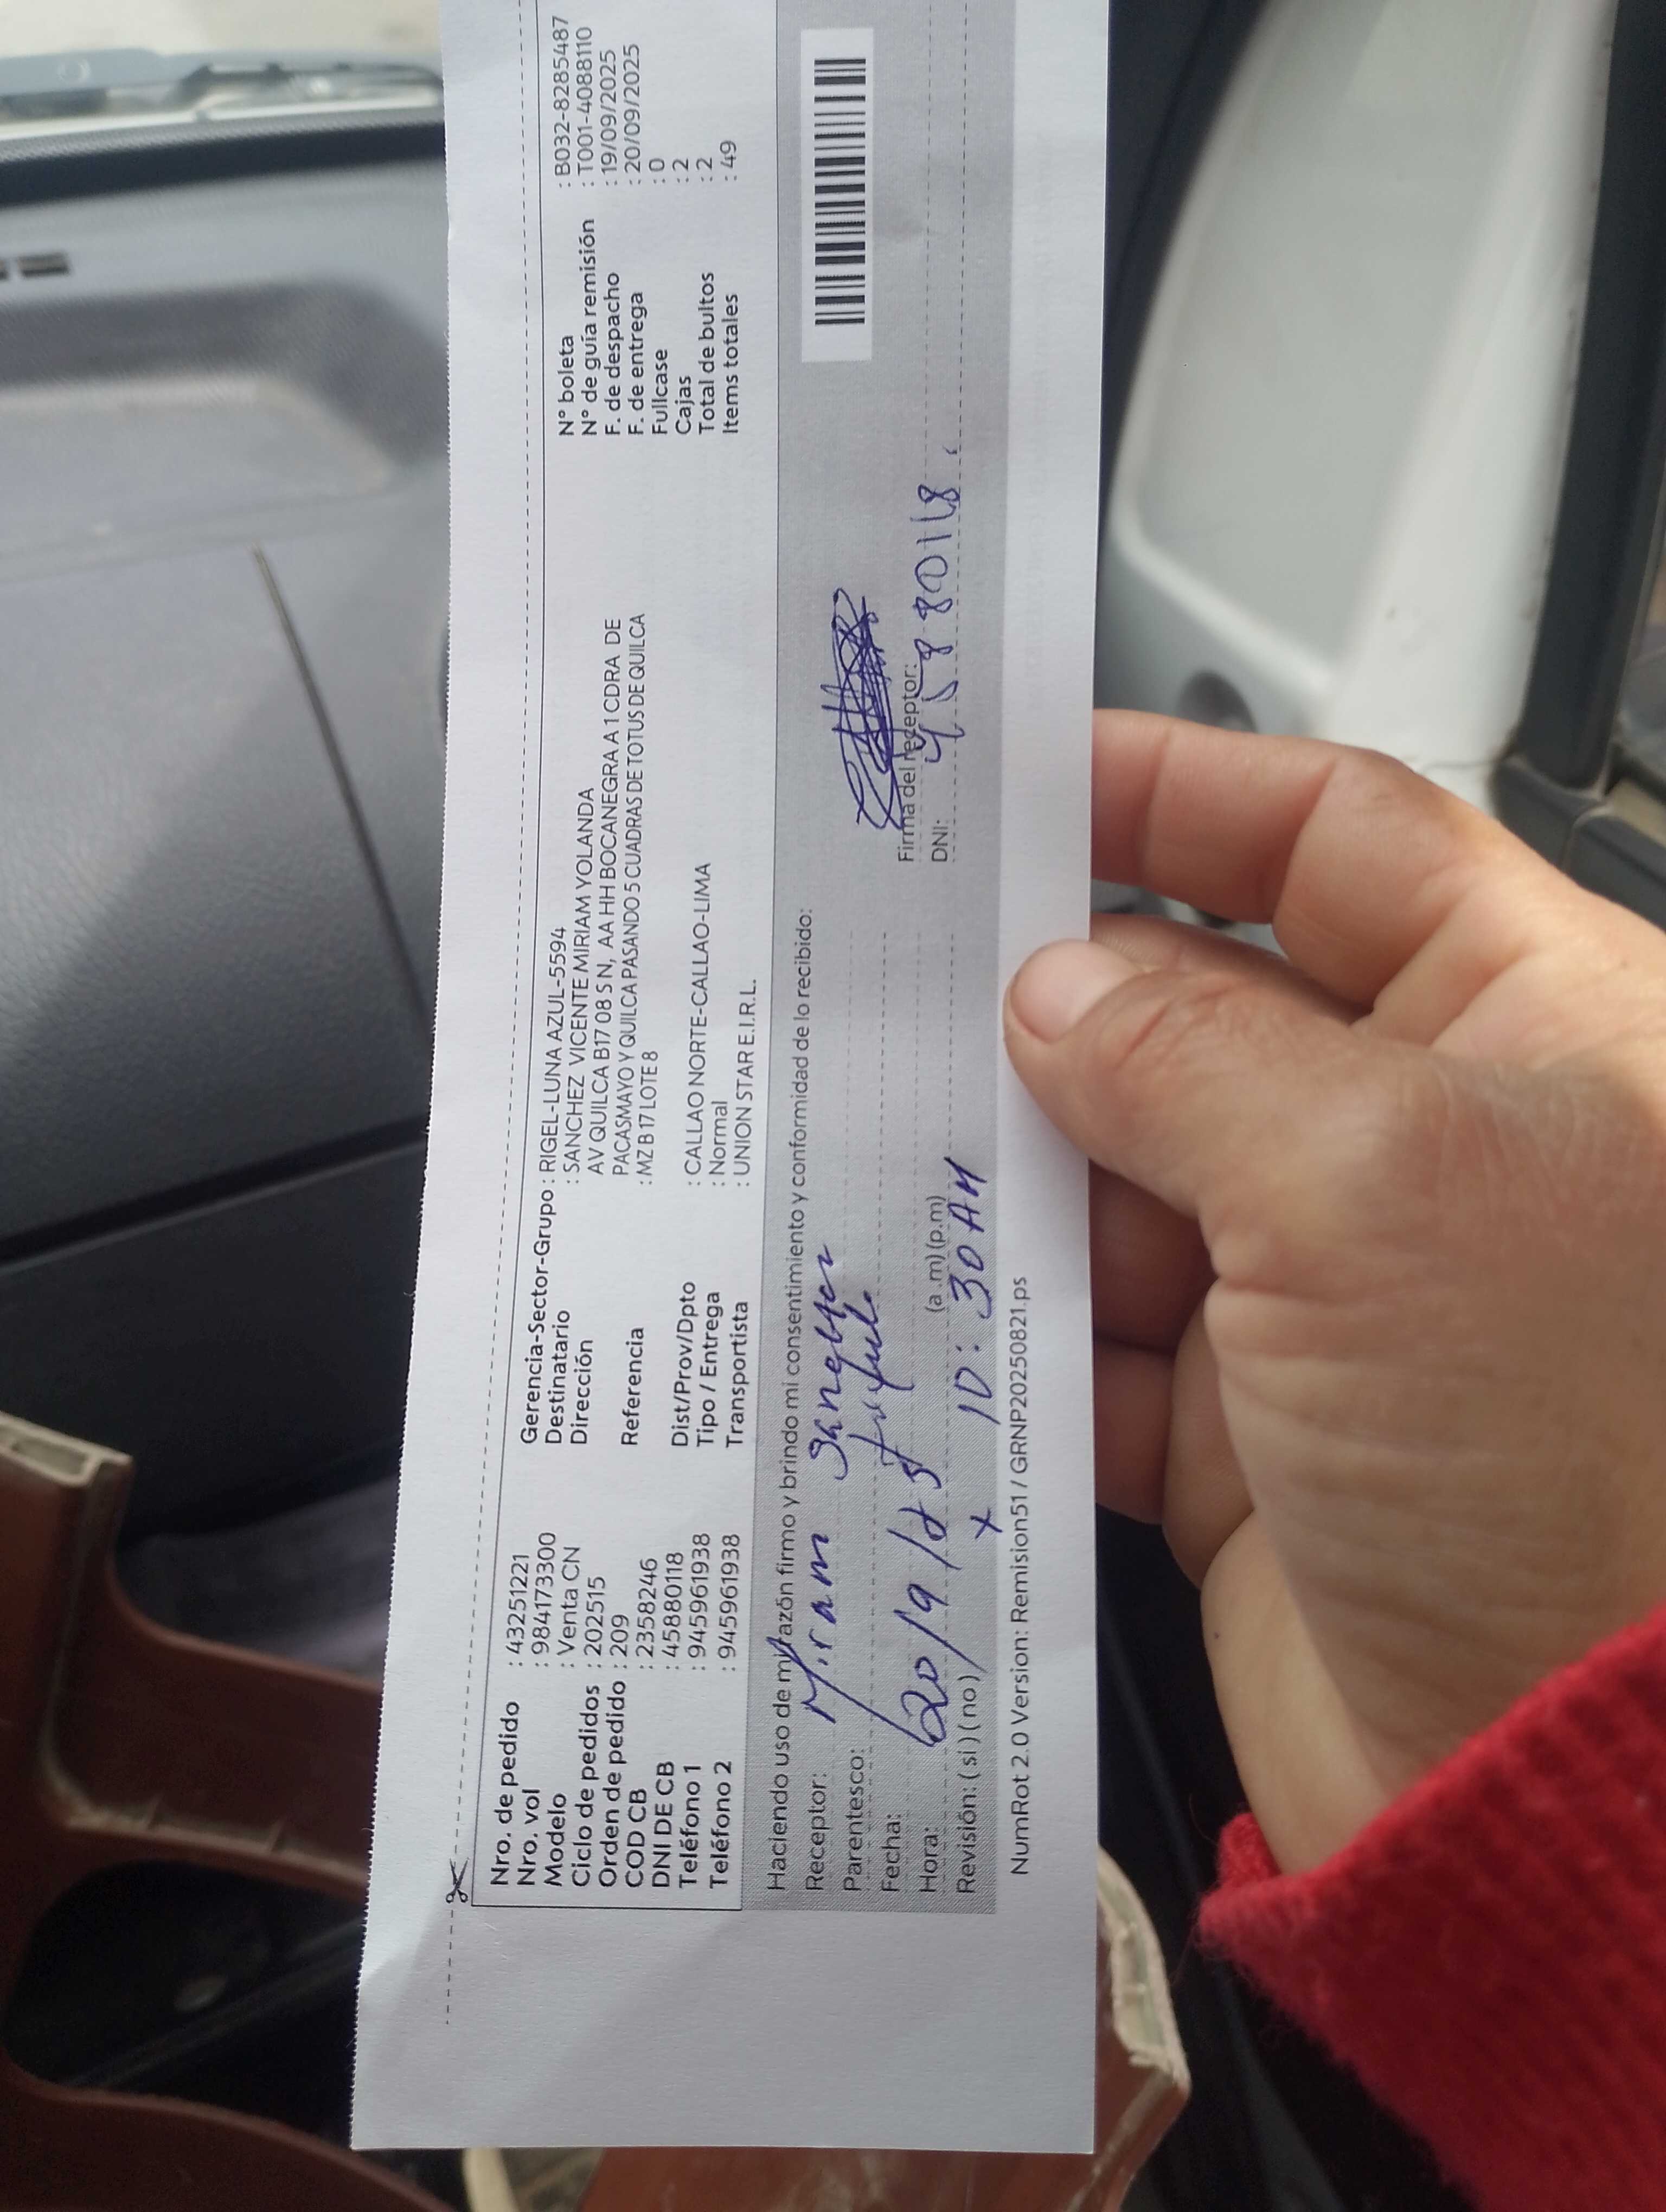 Nro. de pedido : 43251221
Nro. vol : 984173300
Modelo : Venta CN
Ciclo de pedidos : 202515
Orden de pedido : 209
COD CB : 2358246
DNI DE CB : 45880118
Teléfono 1 : 945961938
Teléfono 2 : 945961938
Gerencia-Sector-Grupo : RIGEL-LUNA AZUL-5594
Destinatario : SANCHEZ VICENTE MIRIAM YOLANDA
Dirección AV QUILCA B17 08 S N, AA HH BOCANEGRA A 1 CDRA DE
PACASMAYO Y QUILCA PASANDO 5 CUADRAS DE TOTUS DE QUILCA
Referencia : MZ B 17 LOTE 8
Dist/Prov/Dpto : CALLAO NORTE-CALLAO-LIMA
Tipo / Entrega : Normal
Transportista : UNION STAR E.I.R.L.
N° boleta : B032-8285487
N° de guía remisión : T001-4088110
F. de despacho : 19/09/2025
F. de entrega : 20/09/2025
Fullcase : 0
Cajas : 2
Total de bultos : 2
Items totales : 49
Haciendo uso de mi razón firmo y brindo mi consentimiento y conformidad de lo recibido:
Receptor: Miriam Sanchez
Parentesco:
Fecha: 20/9/25
Hora: 10:30 AM (a .m) (p.m)
Revisión: ( si ) ( no )
Firma del receptor:
DNI: 45880118
NumRot 2.0 Version: Remision51 / GRNP20250821.ps